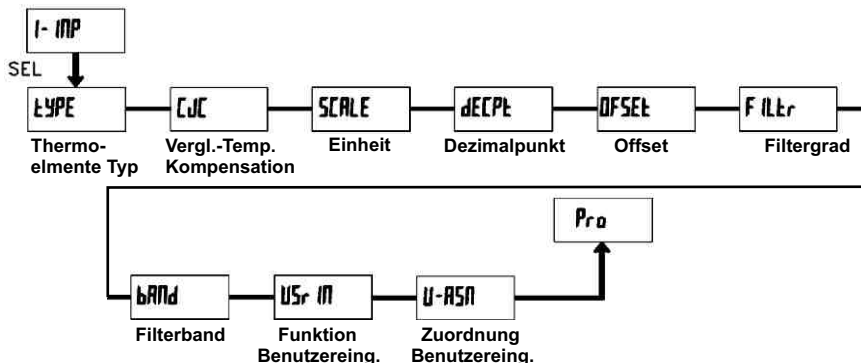 I-INP
SEL
tYPE CJC SCALE dECPt OFSEt FILtr
Thermo- Vergl.-Temp. Einheit Dezimalpunkt Offset Filtergrad
elmente Typ Kompensation
Pro
bANd USr IN U-ASN
Filterband Funktion Zuordnung
Benutzereing. Benutzereing.